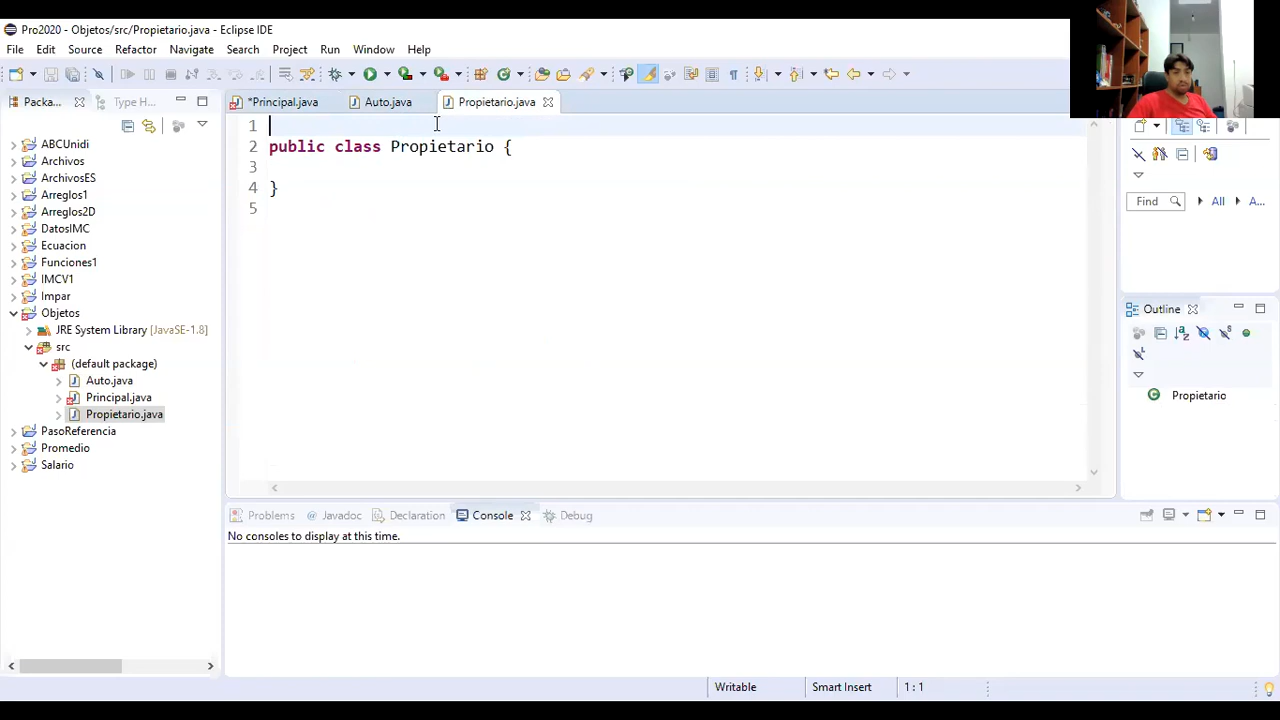 Pro2020 - Objetos/src/Propietario.java - Eclipse IDE
File Edit Source Refactor Navigate Search Project Run Window Help
Packa... Type H...
*Principal.java Auto.java Propietario.java
1
2 public class Propietario {
3
4 }
5
ABCUnidi
Archivos
ArchivosES
Arreglos1
Arreglos2D
DatosIMC
Ecuacion
Funciones1
IMCV1
Impar
Objetos
JRE System Library [JavaSE-1.8]
src
(default package)
Auto.java
Principal.java
Propietario.java
PasoReferencia
Promedio
Salario
Find All A...
Outline
Propietario
Problems @ Javadoc Declaration Console Debug
No consoles to display at this time.
Writable Smart Insert 1 : 1